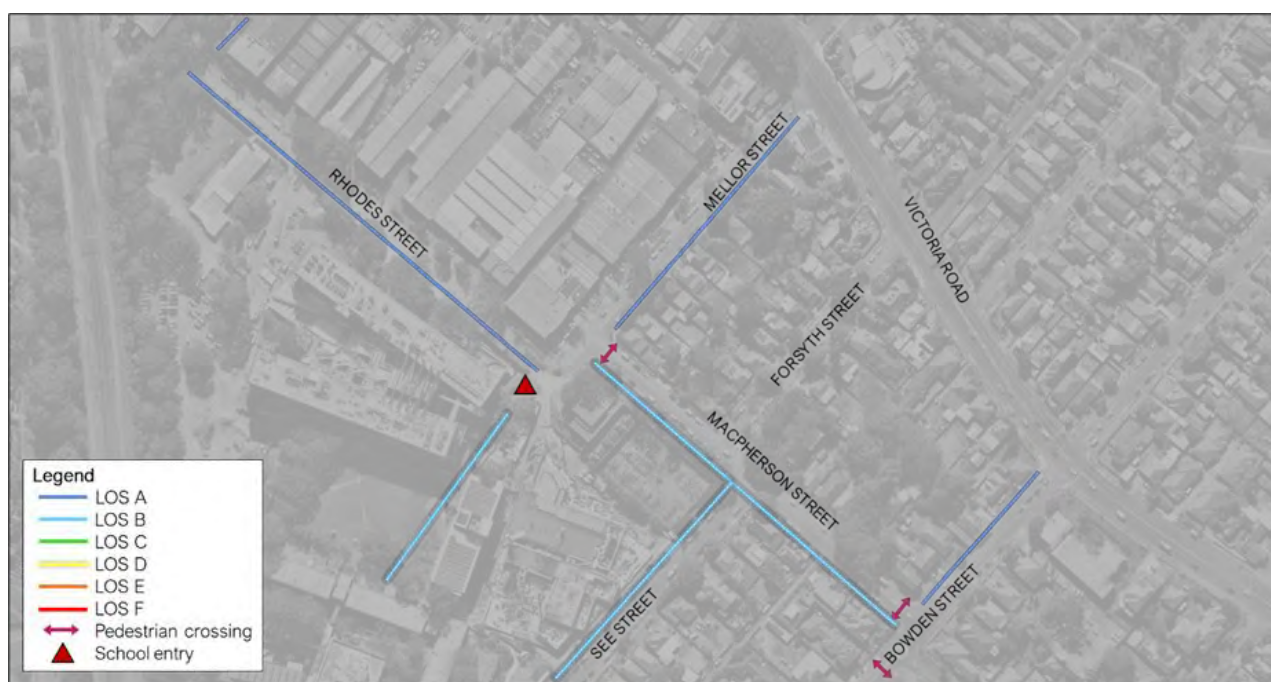 RHODES STREET
MELLOR STREET
VICTORIA ROAD
FORSYTH STREET
MACPHERSON STREET
SEE STREET
BOWDEN STREET
Legend
LOS A
LOS B
LOS C
LOS D
LOS E
LOS F
Pedestrian crossing
School entry